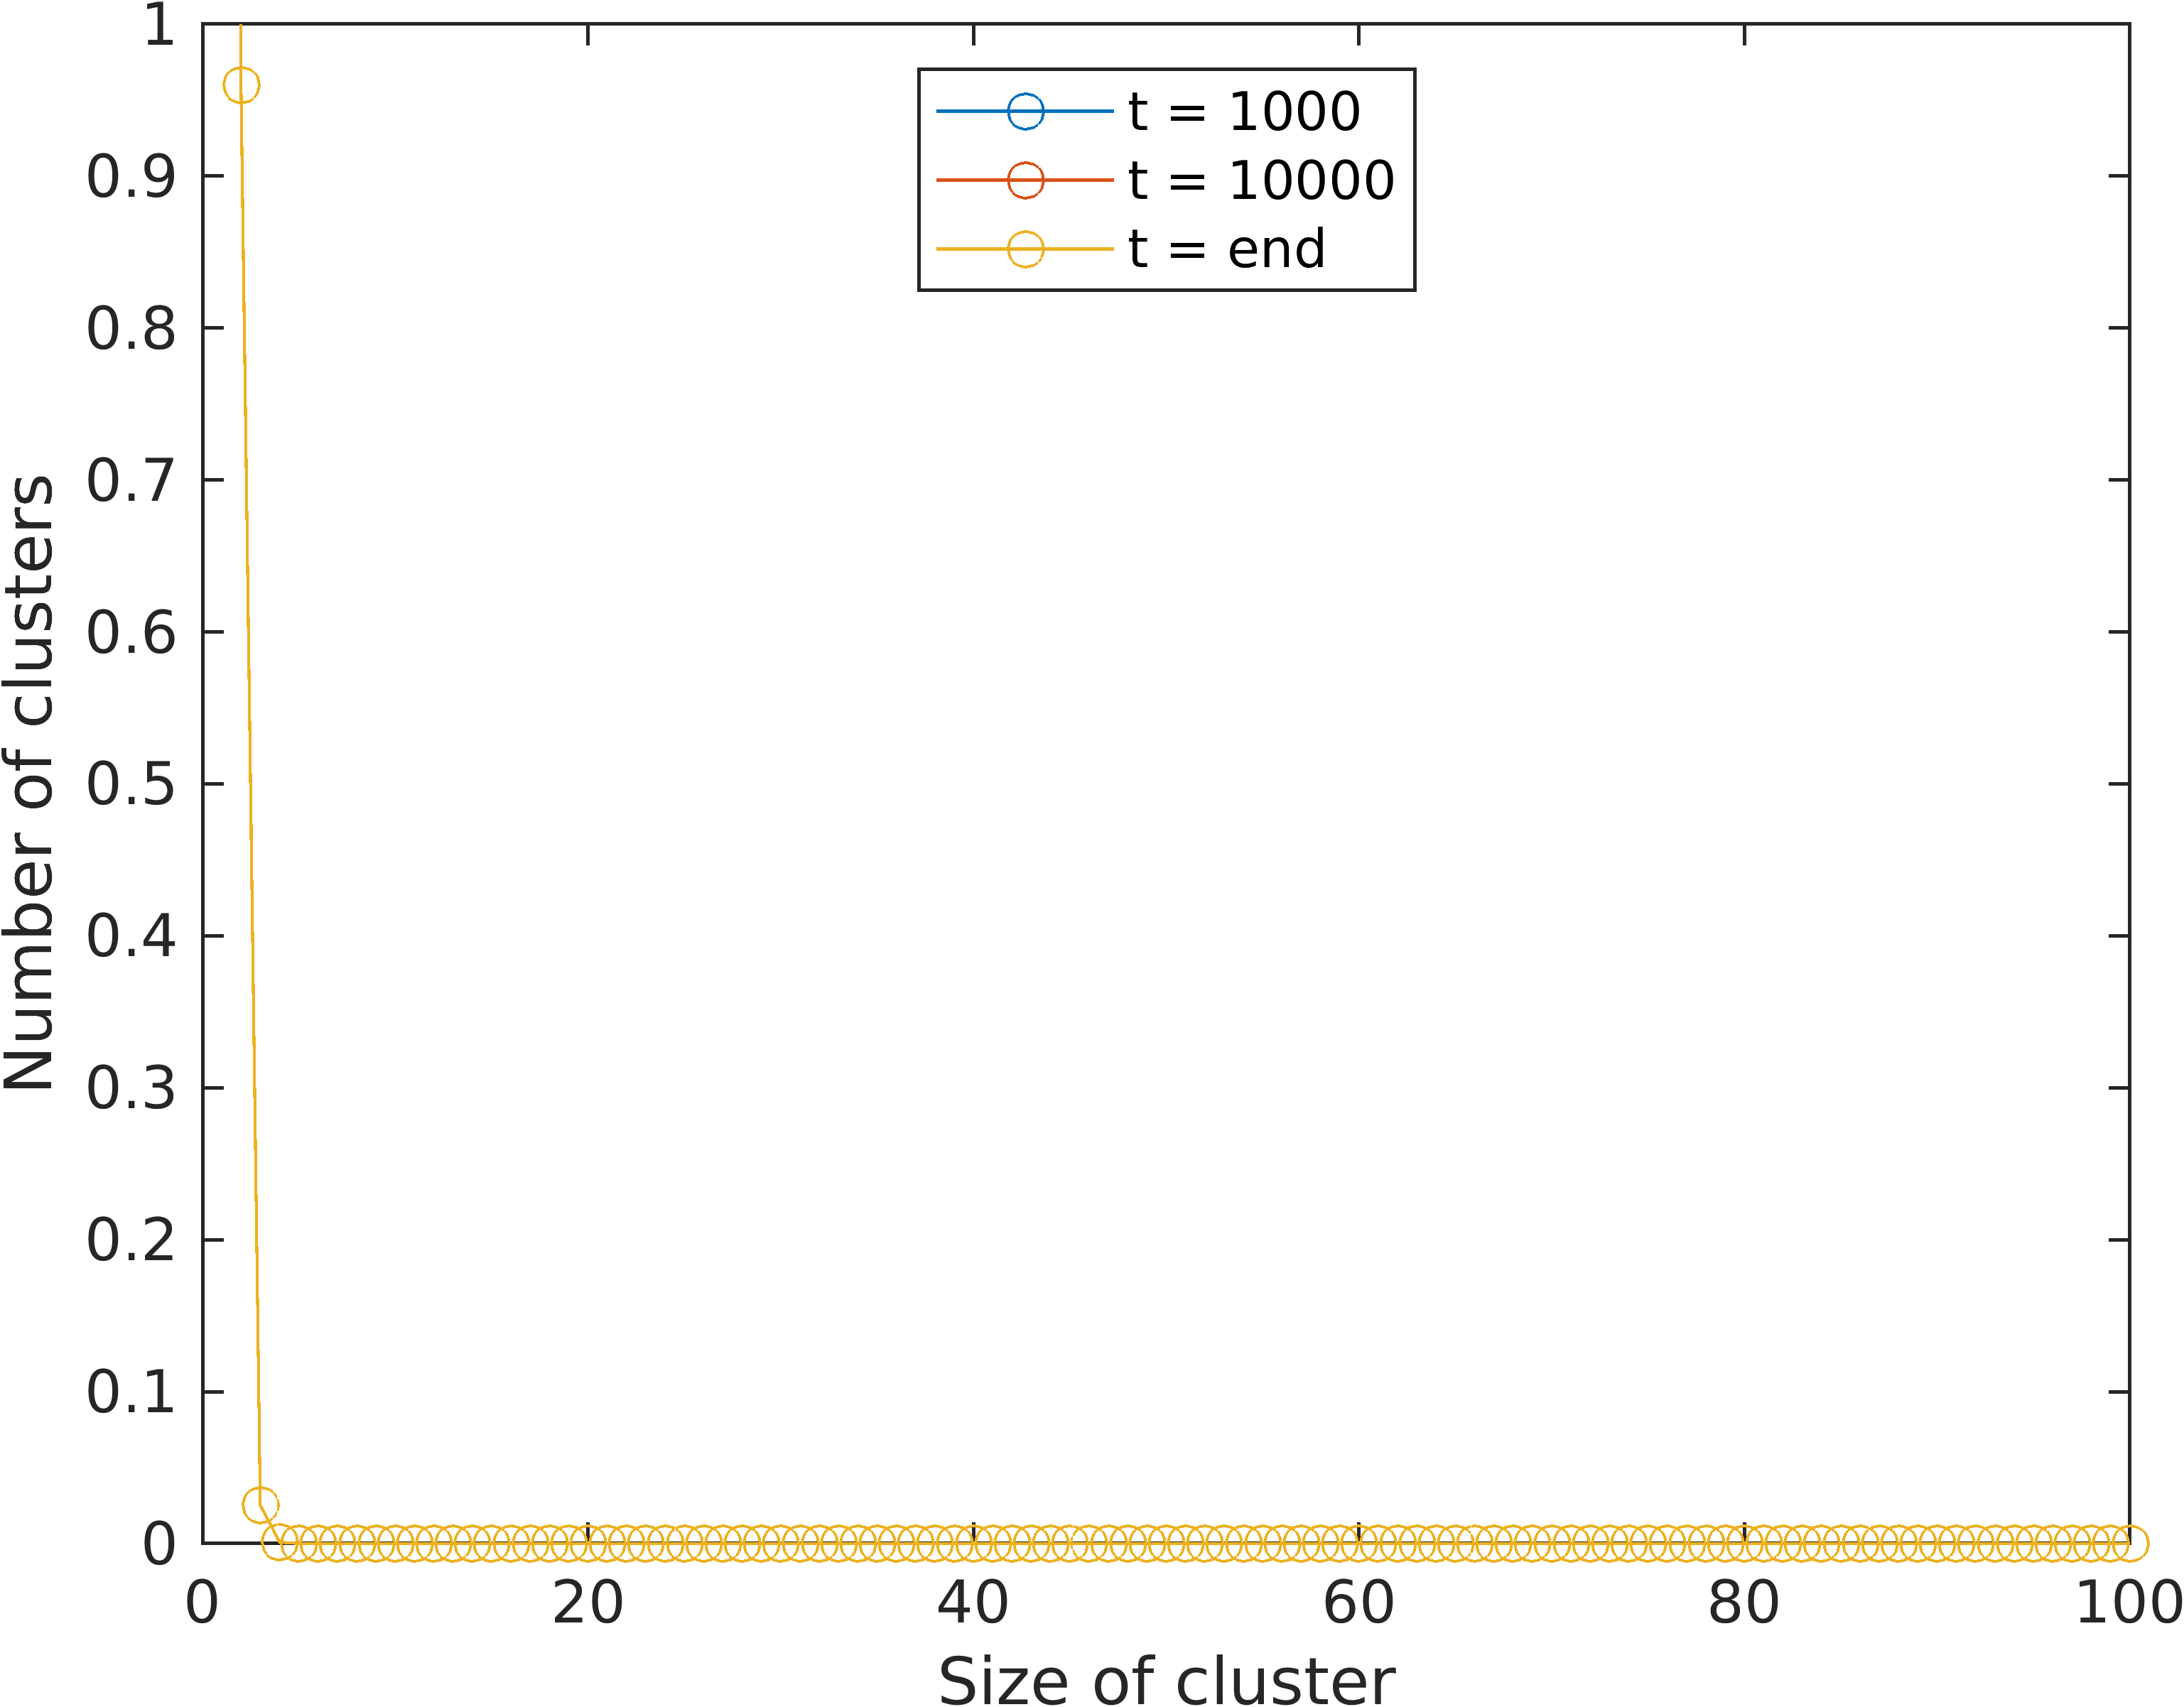 1
0.9
0.8
0.7
0.6
0.5
0.4
0.3
0.2
0.1
0
Number of clusters
t = 1000
t = 10000
t = end
0 20 40 60 80 100
Size of cluster